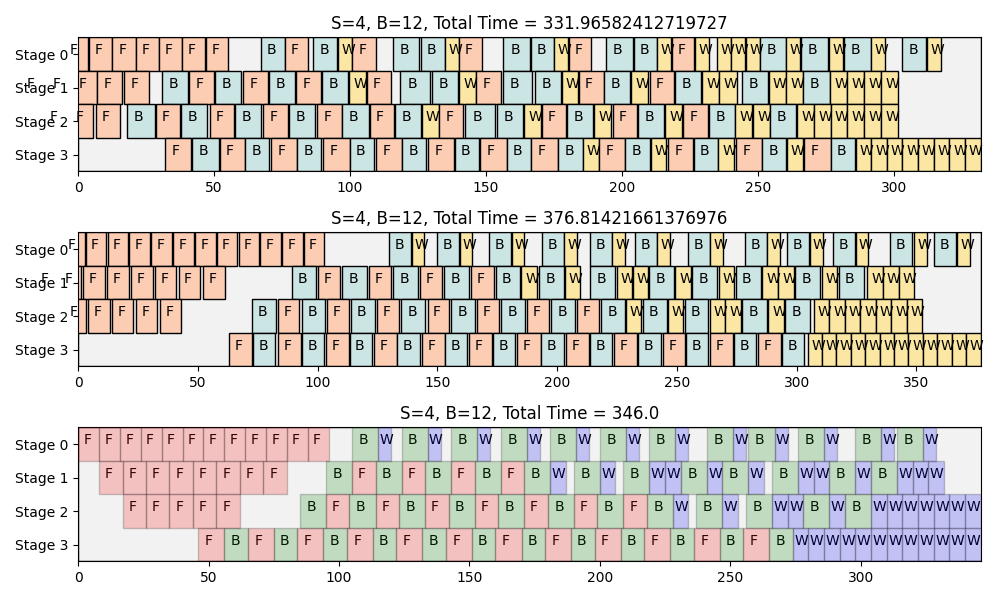 S=4, B=12, Total Time = 331.96582412719727
Stage 0 F F F F F F F B F B W F B B W F B B W F B B W F W W W W B W B W B W B W
Stage 1 F F F F F B F B F B F B W F B B W F B B W F B W F B W W B W W B W W W W
Stage 2 F F F B F B F B F B F B F B W F B B W F B W F B W F B W W B W W W W W W
Stage 3 F B F B F B F B F B F B F B F B W F B W F B W F B W F B W W W W W W W W
0 50 100 150 200 250 300
S=4, B=12, Total Time = 376.81421661376976
Stage 0 F F F F F F F F F F F F B W B W B W B W B W B W B W B W B W B W B W B W
Stage 1 F F F F F F F F B F B F B F B F B W B W B W W B W B W B W W B W B W W W
Stage 2 F F F F F B F B F B F B F B F B F B F B W B W B W W B W B W W W W W W W
Stage 3 F B F B F B F B F B F B F B F B F B F B F B F B W W W W W W W W W W W W
0 50 100 150 200 250 300 350
S=4, B=12, Total Time = 346.0
Stage 0 F F F F F F F F F F F F B W B W B W B W B W B W B W B W B W B W B W B W
Stage 1 F F F F F F F F B F B F B F B F B W B W B W W B W B W B W W B W B W W W
Stage 2 F F F F F B F B F B F B F B F B F B F B W B W B W W B W B W W W W W W W
Stage 3 F B F B F B F B F B F B F B F B F B F B F B F B W W W W W W W W W W W W
0 50 100 150 200 250 300